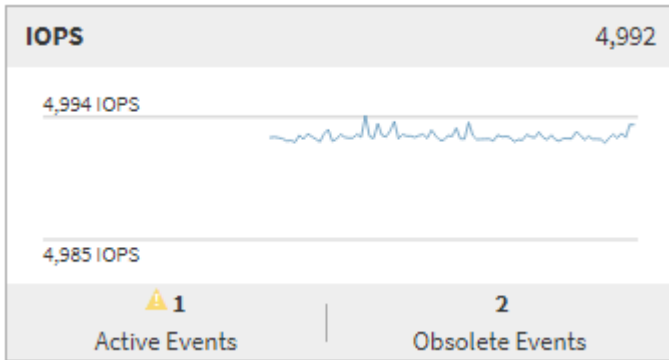 IOPS 4,992
4,994 IOPS
4,985 IOPS
1 2
Active Events Obsolete Events